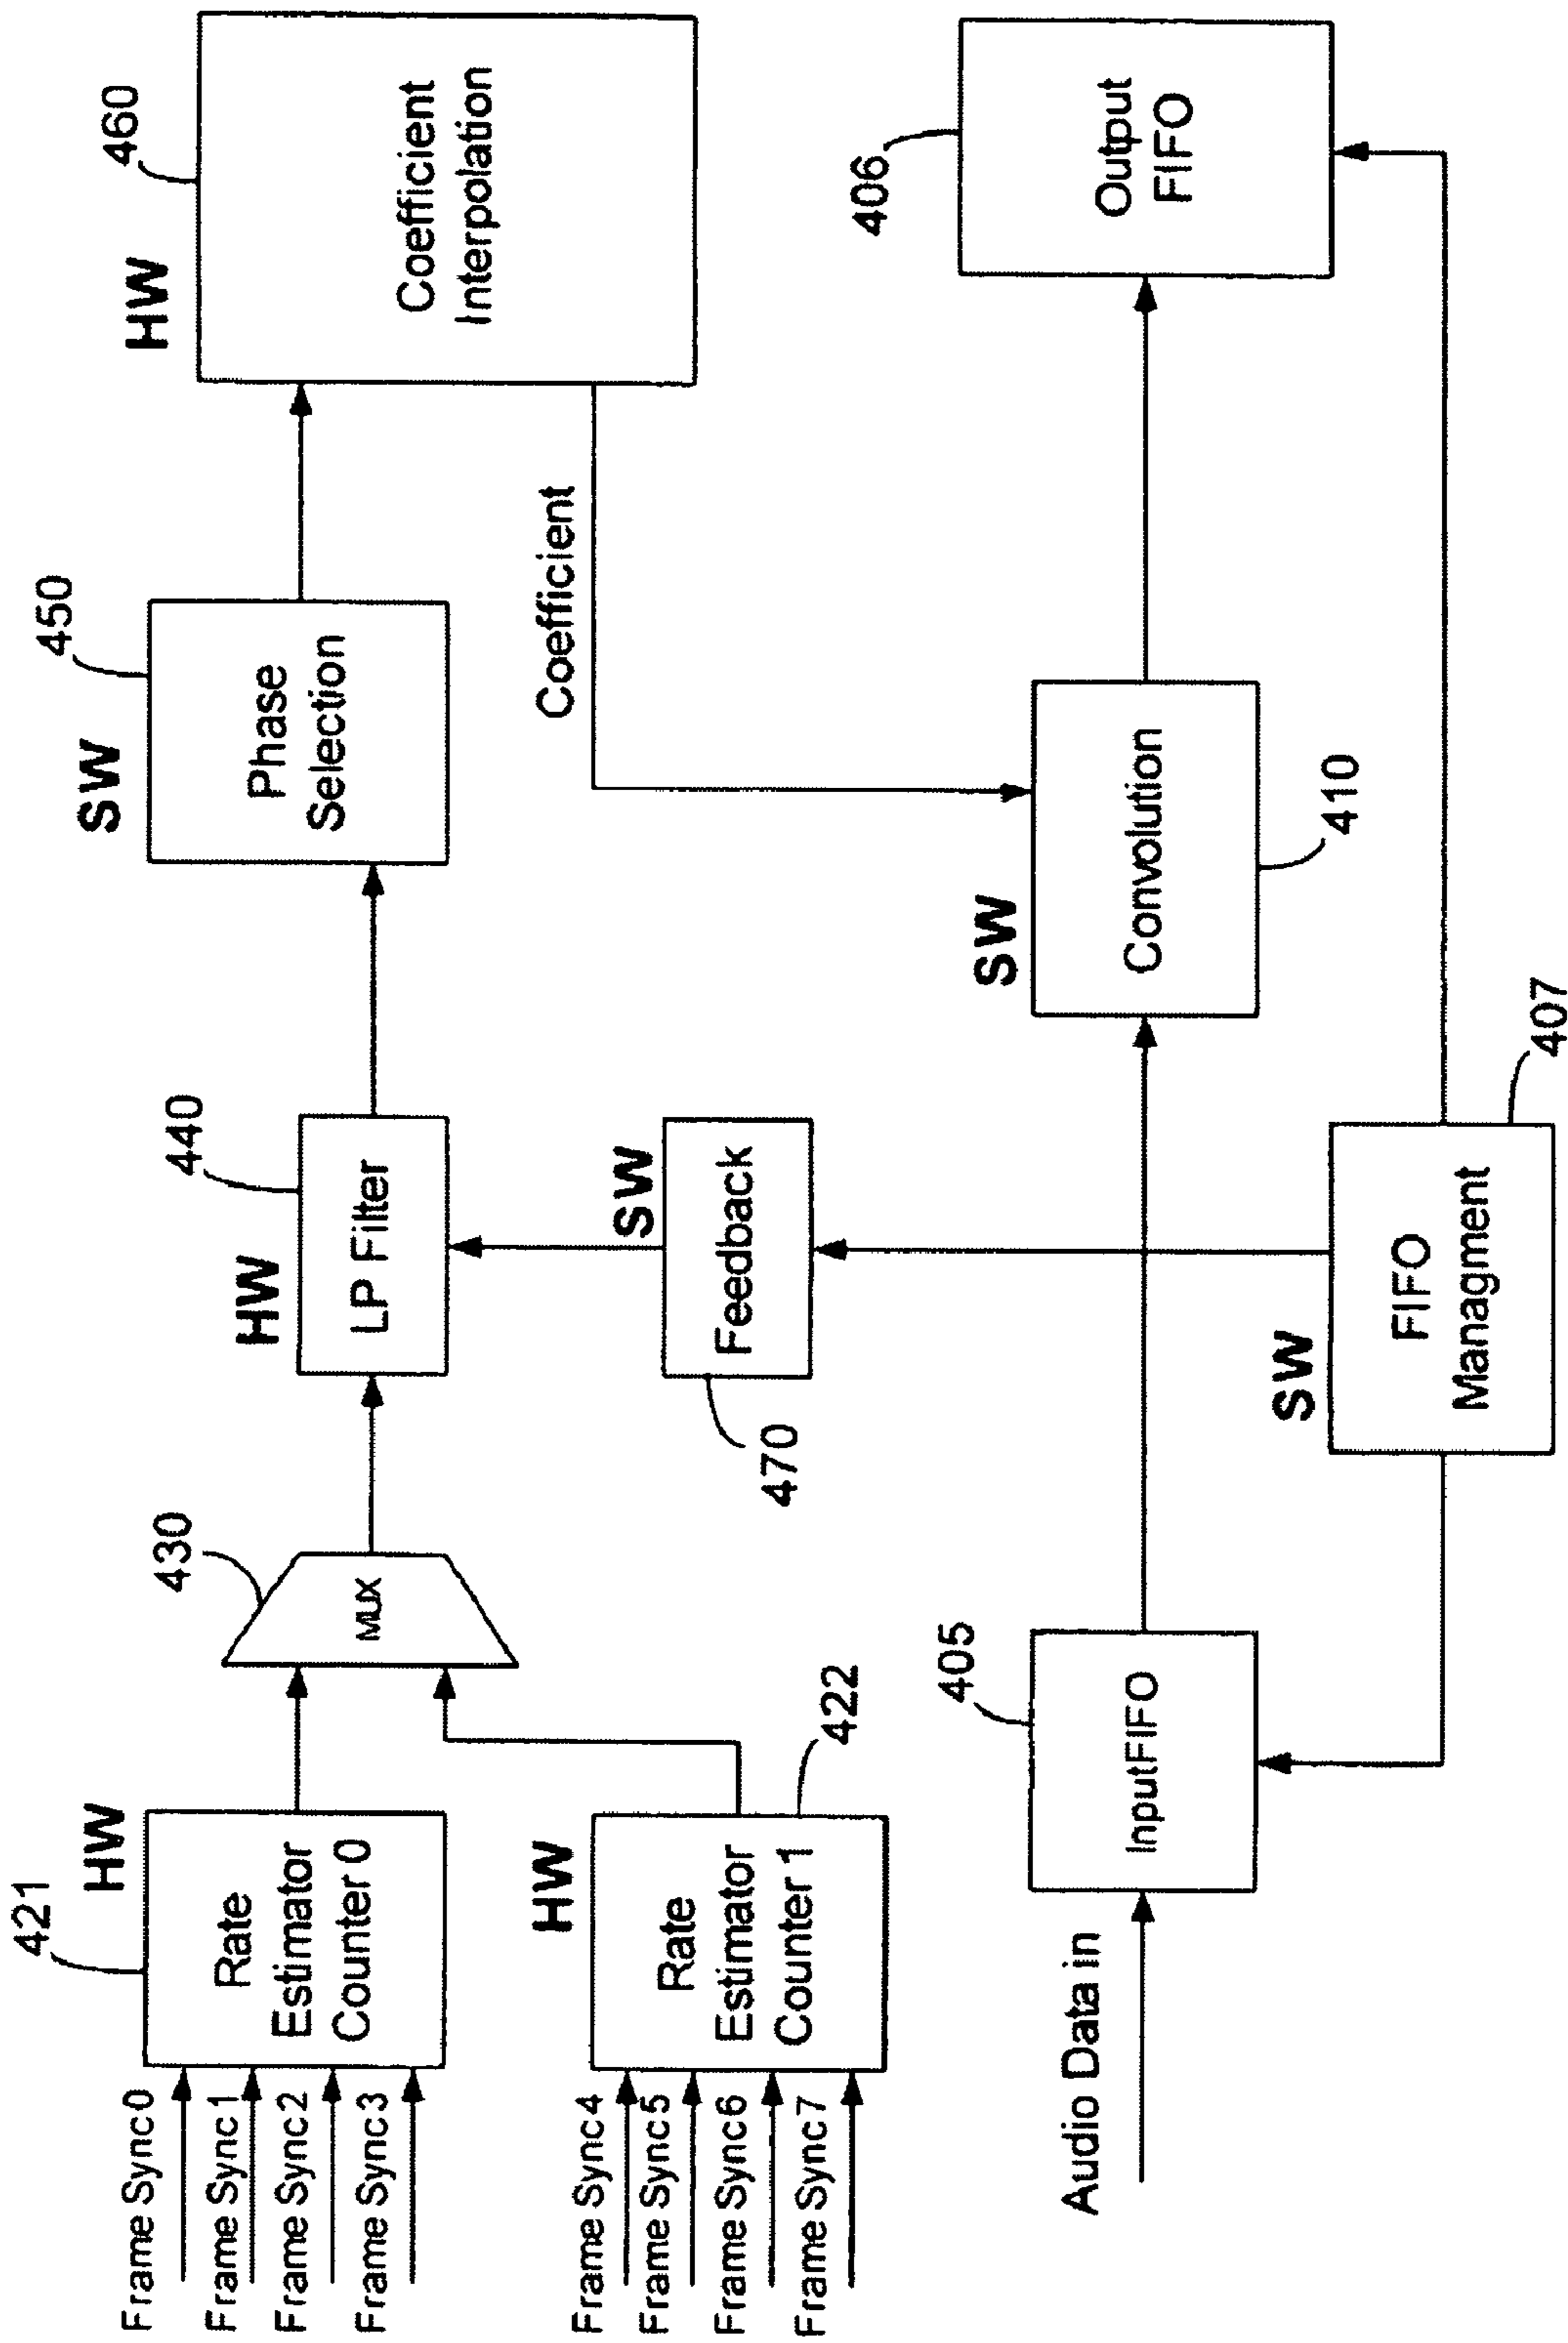 421
HW
Rate
Estimator
Counter 0
Frame Sync0
Frame Sync1
Frame Sync2
Frame Sync3
HW
Rate
Estimator
Counter 1
422
Frame Sync4
Frame Sync5
Frame Sync6
Frame Sync7
430
MUX
440
HW
LP Filter
450
SW
Phase
Selection
460
HW
Coefficient
Interpolation
Coefficient
SW
Feedback
470
Audio Data in
405
InputFIFO
SW
Convolution
410
406
Output
FIFO
SW
FIFO
Managment
407